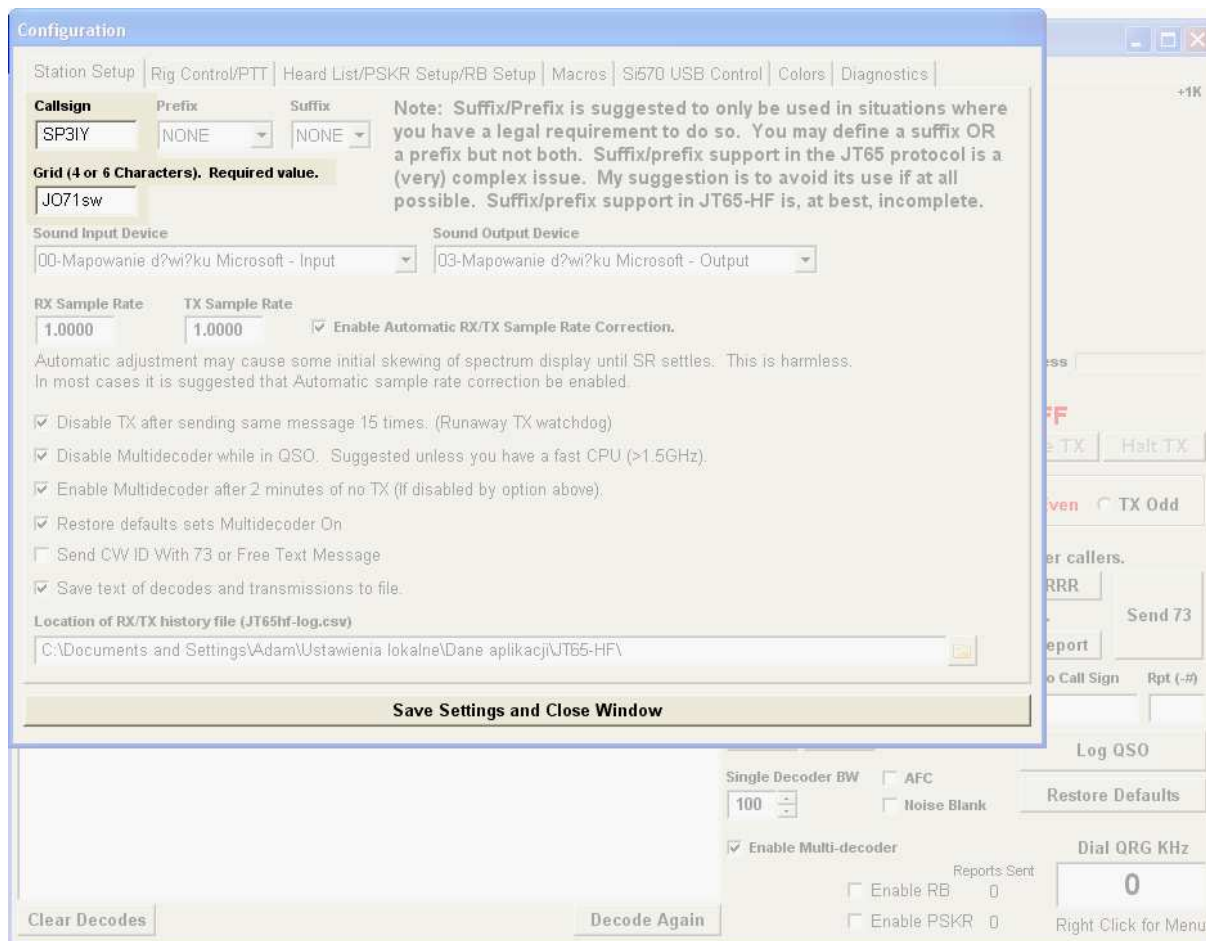 Configuration
Station Setup Rig Control/PTT Heard List/PSKR Setup/RB Setup Macros Si570 USB Control Colors Diagnostics
+1K
Callsign Prefix Suffix
SP3IY NONE NONE
Note: Suffix/Prefix is suggested to only be used in situations where
you have a legal requirement to do so. You may define a suffix OR
a prefix but not both. Suffix/prefix support in the JT65 protocol is a
(very) complex issue. My suggestion is to avoid its use if at all
possible. Suffix/prefix support in JT65-HF is, at best, incomplete.
Grid (4 or 6 Characters). Required value.
JO71sw
Sound Input Device Sound Output Device
00-Mapowanie d?wi?ku Microsoft - Input 03-Mapowanie d?wi?ku Microsoft - Output
RX Sample Rate TX Sample Rate
1.0000 1.0000 Enable Automatic RX/TX Sample Rate Correction.
Automatic adjustment may cause some initial skewing of spectrum display until SR settles. This is harmless.
In most cases it is suggested that Automatic sample rate correction be enabled.
ess
FF
Disable TX after sending same message 15 times. (Runaway TX watchdog)
e TX Halt TX
Disable Multidecoder while in QSO. Suggested unless you have a fast CPU (>1.5GHz).
Enable Multidecoder after 2 minutes of no TX (If disabled by option above).
ven TX Odd
Restore defaults sets Multidecoder On
Send CW ID With 73 or Free Text Message
er callers.
Save text of decodes and transmissions to file.
RRR
Send 73
Location of RX/TX history file (JT65hf-log.csv)
C:\Documents and Settings\Adam\Ustawienia lokalne\Dane aplikacji\JT65-HF\
eport
o Call Sign Rpt (-#)
Save Settings and Close Window
Log QSO
Single Decoder BW AFC
100 Noise Blank
Restore Defaults
Enable Multi-decoder
Dial QRG KHz
Reports Sent
Enable RB 0
0
Clear Decodes Decode Again
Enable PSKR 0
Right Click for Menu